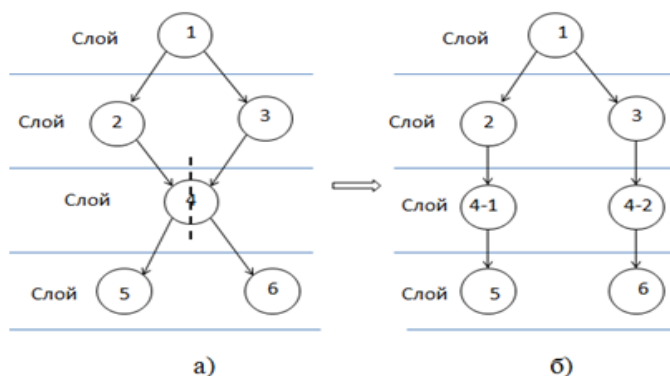 Слой 1
Слой 2 3
Слой 4
Слой 5 6
а)
Слой 1
Слой 2 3
Слой 4-1 4-2
Слой 5 6
б)